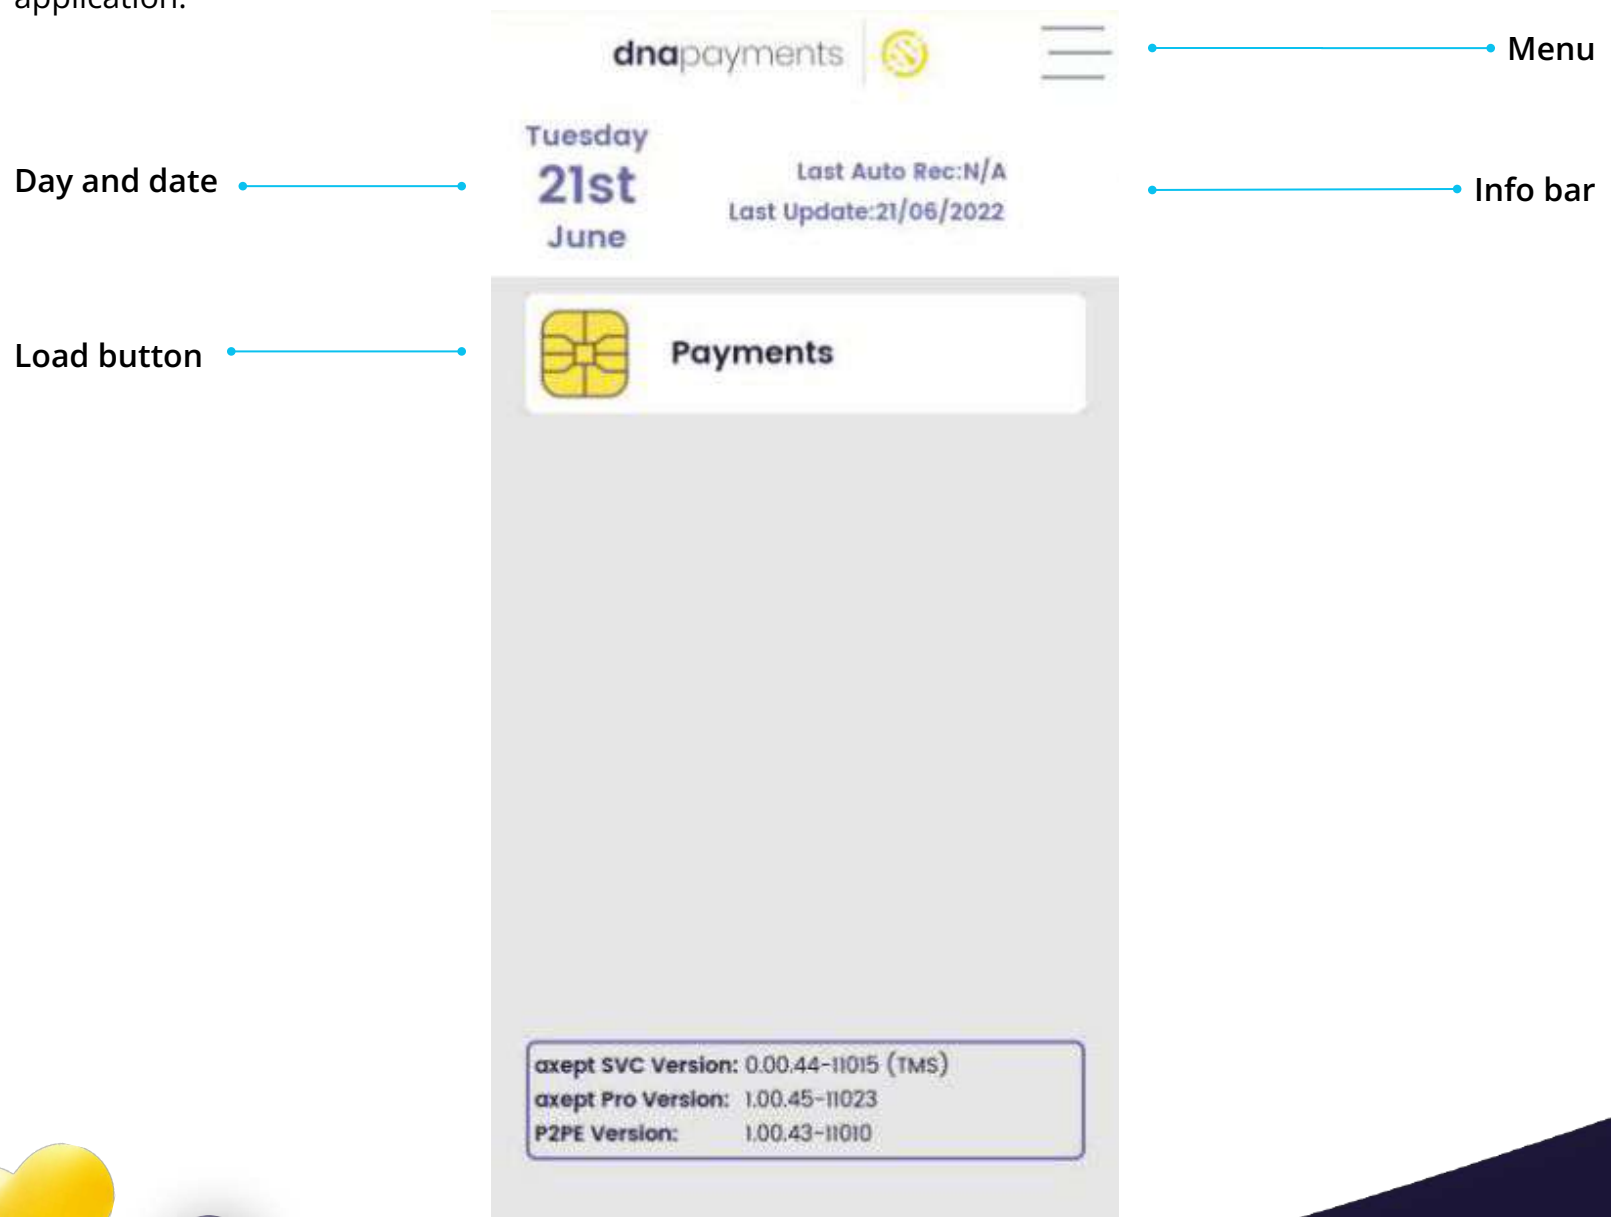 application.
dnapayments
Menu
Tuesday
21st
June
Day and date
Last Auto Rec:N/A
Last Update:21/06/2022
Info bar
Load button
Payments
axept SVC Version: 0.00.44-11015 (TMS)
axept Pro Version: 1.00.45-11023
P2PE Version: 1.00.43-11010